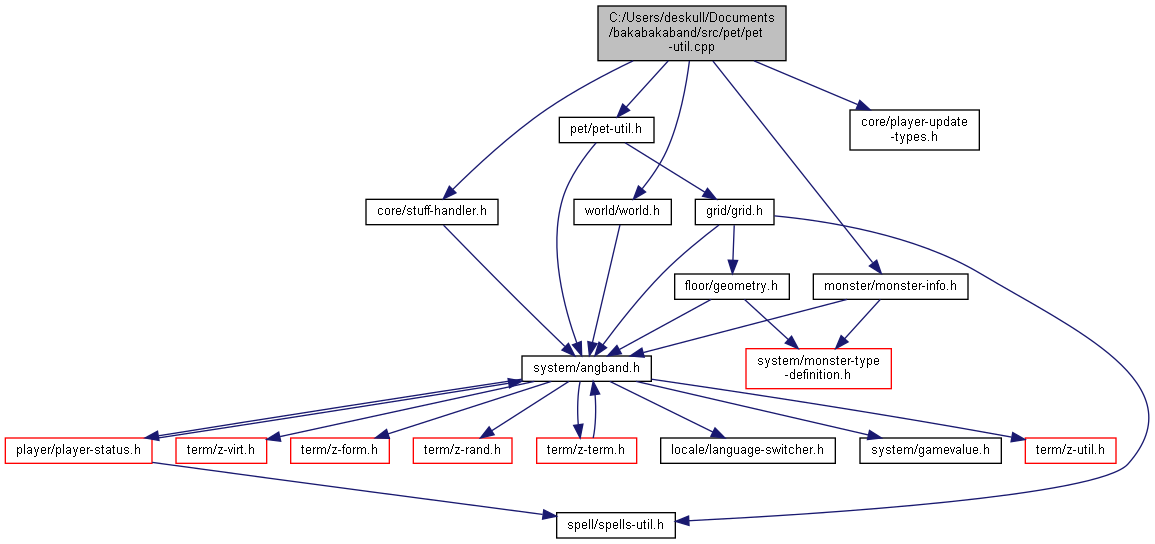 C:/Users/deskull/Documents
/bakabakaband/src/pet/pet
-util.cpp
core/player-update
-types.h
pet/pet-util.h
core/stuff-handler.h
world/world.h
grid/grid.h
floor/geometry.h
monster/monster-info.h
system/angband.h
system/monster-type
-definition.h
player/player-status.h
term/z-virt.h
term/z-form.h
term/z-rand.h
term/z-term.h
locale/language-switcher.h
system/gamevalue.h
term/z-util.h
spell/spells-util.h